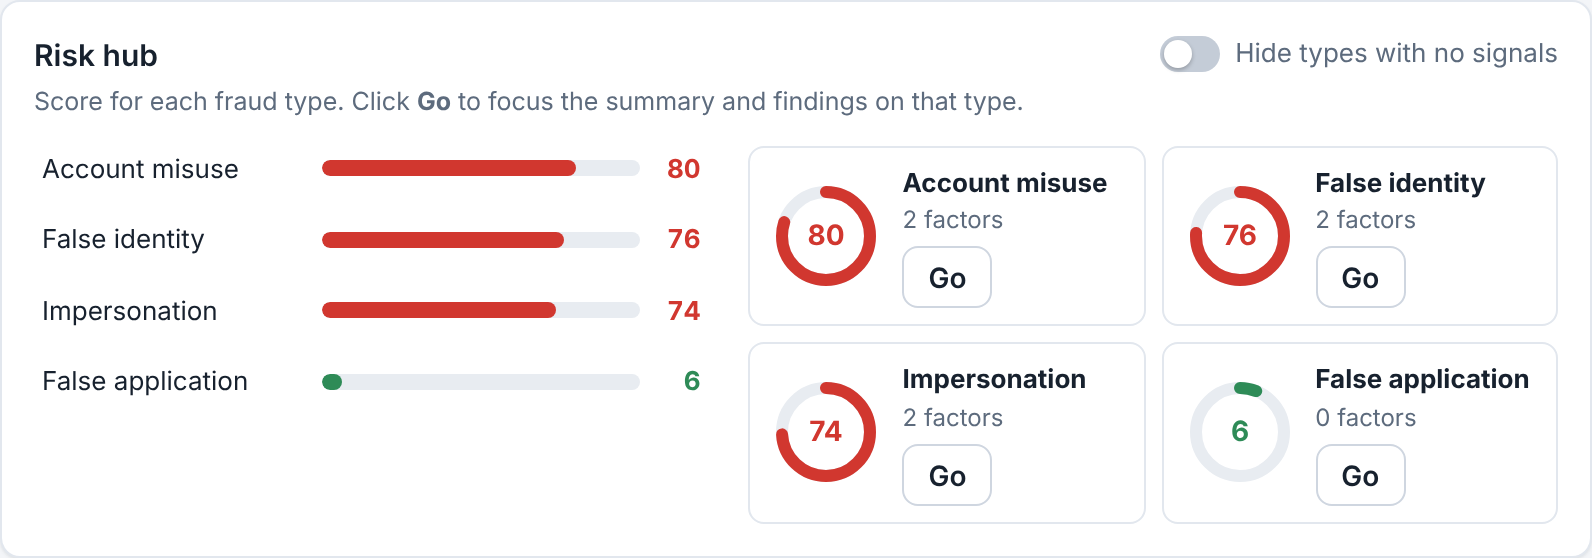 Risk hub
Hide types with no signals
Score for each fraud type. Click Go to focus the summary and findings on that type.
Account misuse 80
False identity 76
Impersonation 74
False application 6
80
Account misuse
2 factors
Go
76
False identity
2 factors
Go
74
Impersonation
2 factors
Go
6
False application
0 factors
Go